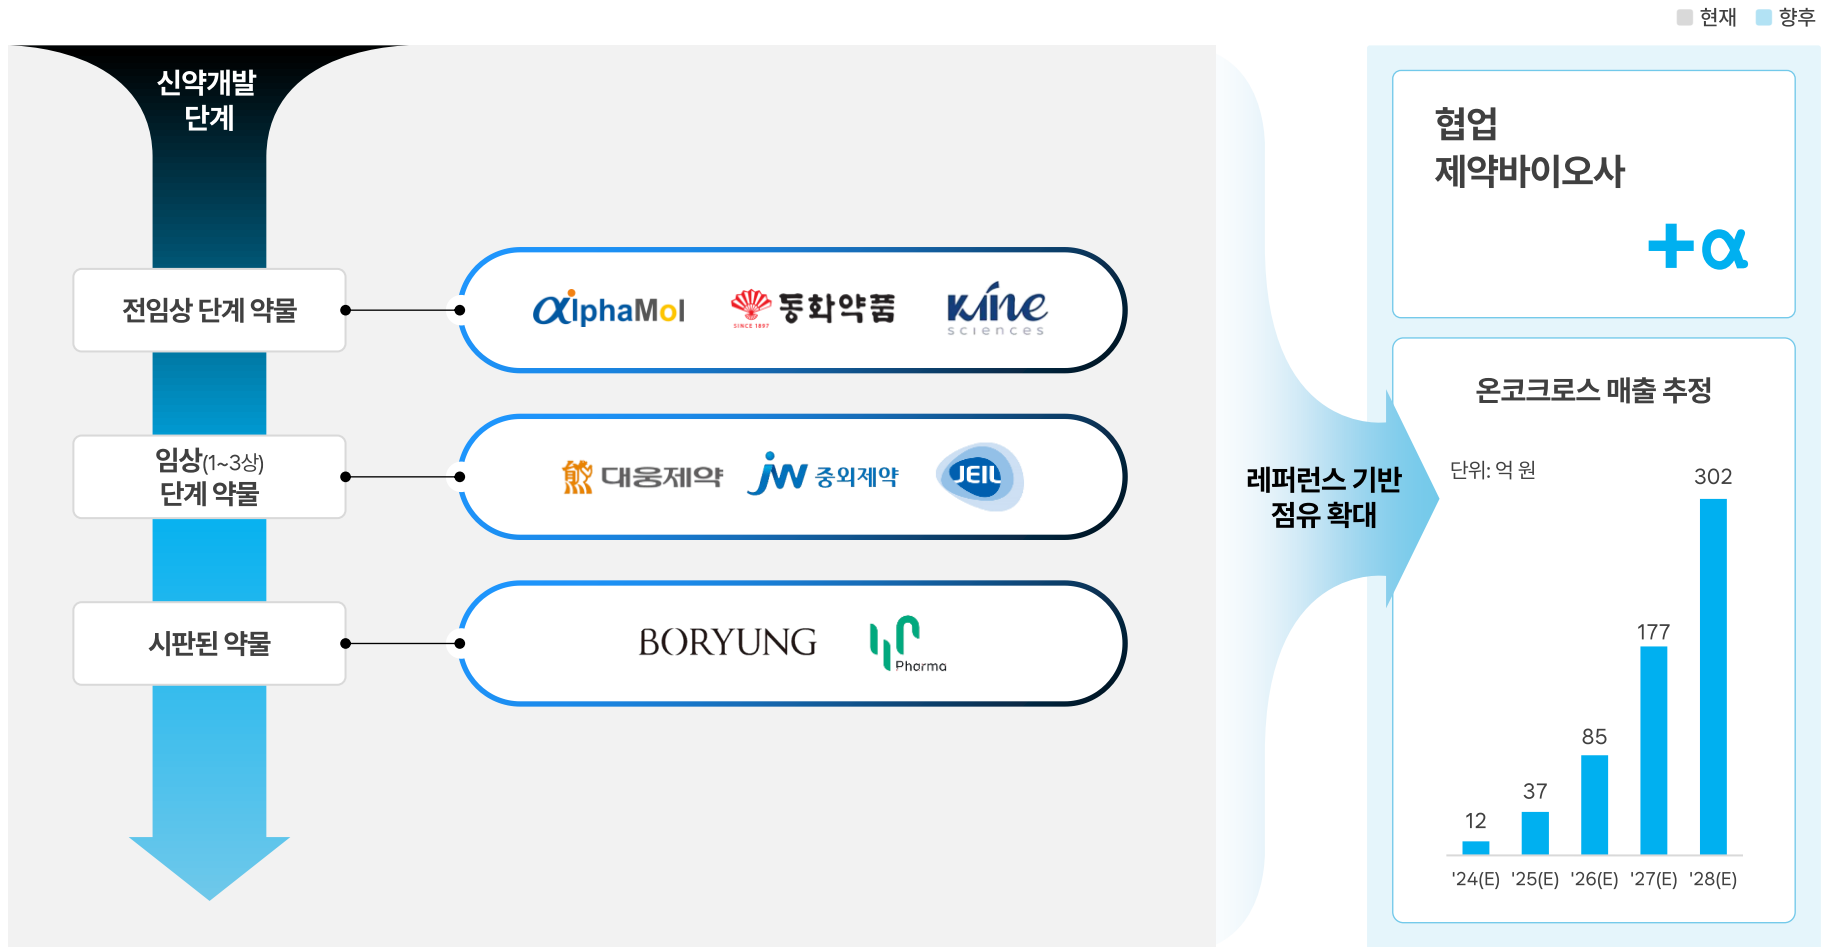 현재 향후
신약개발
단계
전임상 단계 약물
αlphaMol 동화약품 Kine
SINCE 1897 sciences
임상(1~3상)
단계 약물
대웅제약 JW 중외제약 JEIL
시판된 약물
BORYUNG Pharma
레퍼런스 기반
점유 확대
협업
제약바이오사
+α
온코크로스 매출 추정
단위: 억 원
12 37 85 177 302
'24(E) '25(E) '26(E) '27(E) '28(E)